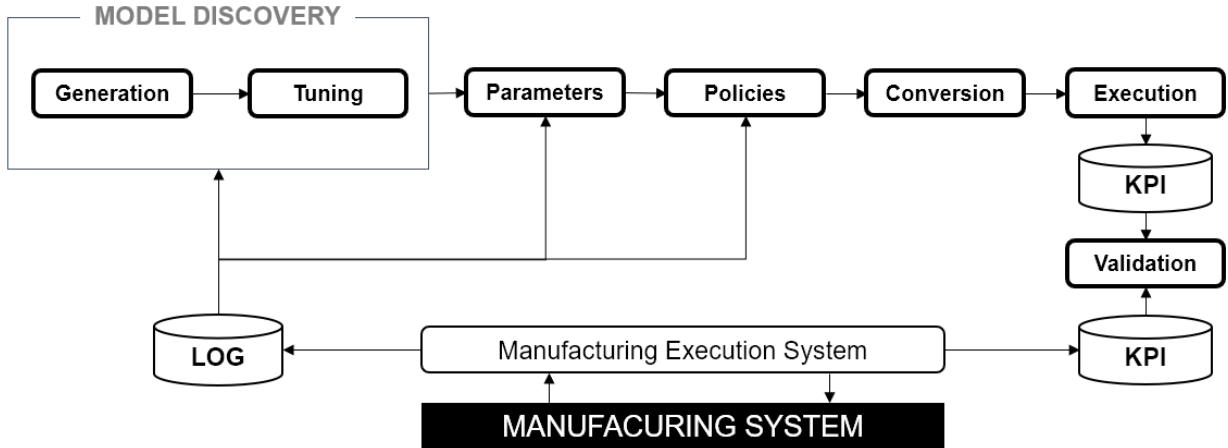 MODEL DISCOVERY
Generation
Tuning
Parameters
Policies
Conversion
Execution
KPI
Validation
LOG
Manufacturing Execution System
KPI
MANUFACURING SYSTEM